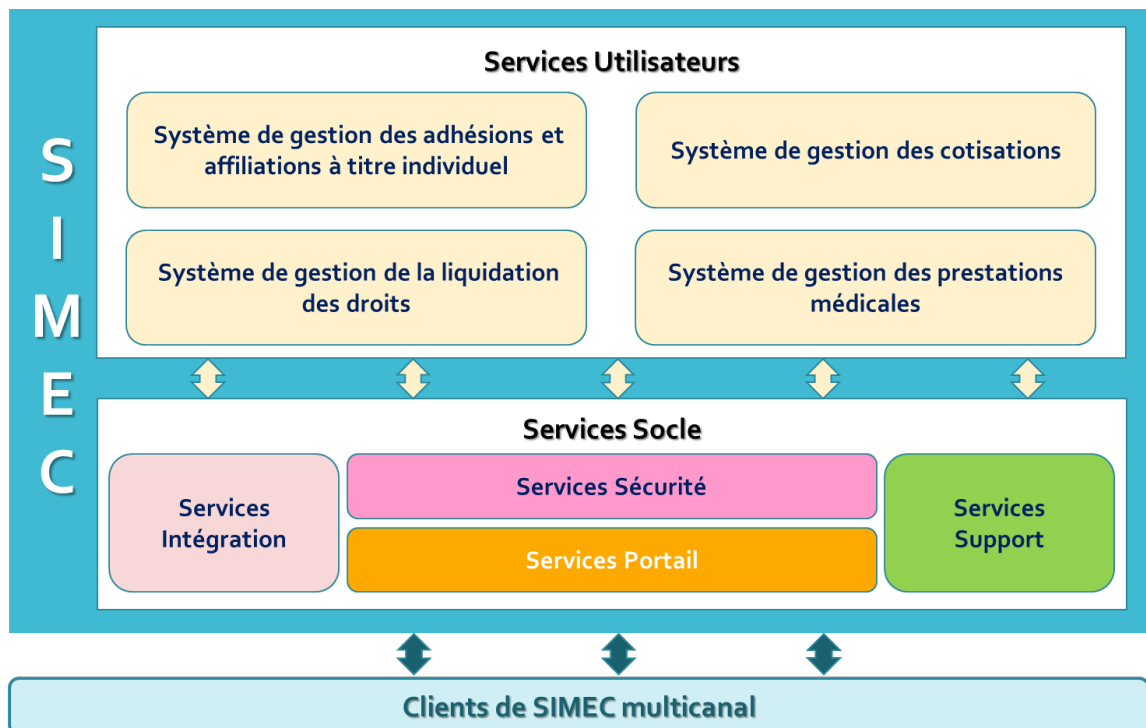 SIMEC
Services Utilisateurs
Système de gestion des adhésions et
affiliations à titre individuel
Système de gestion des cotisations
Système de gestion de la liquidation
des droits
Système de gestion des prestations
médicales
Services Socle
Services
Intégration
Services Sécurité
Services Portail
Services
Support
Clients de SIMEC multicanal